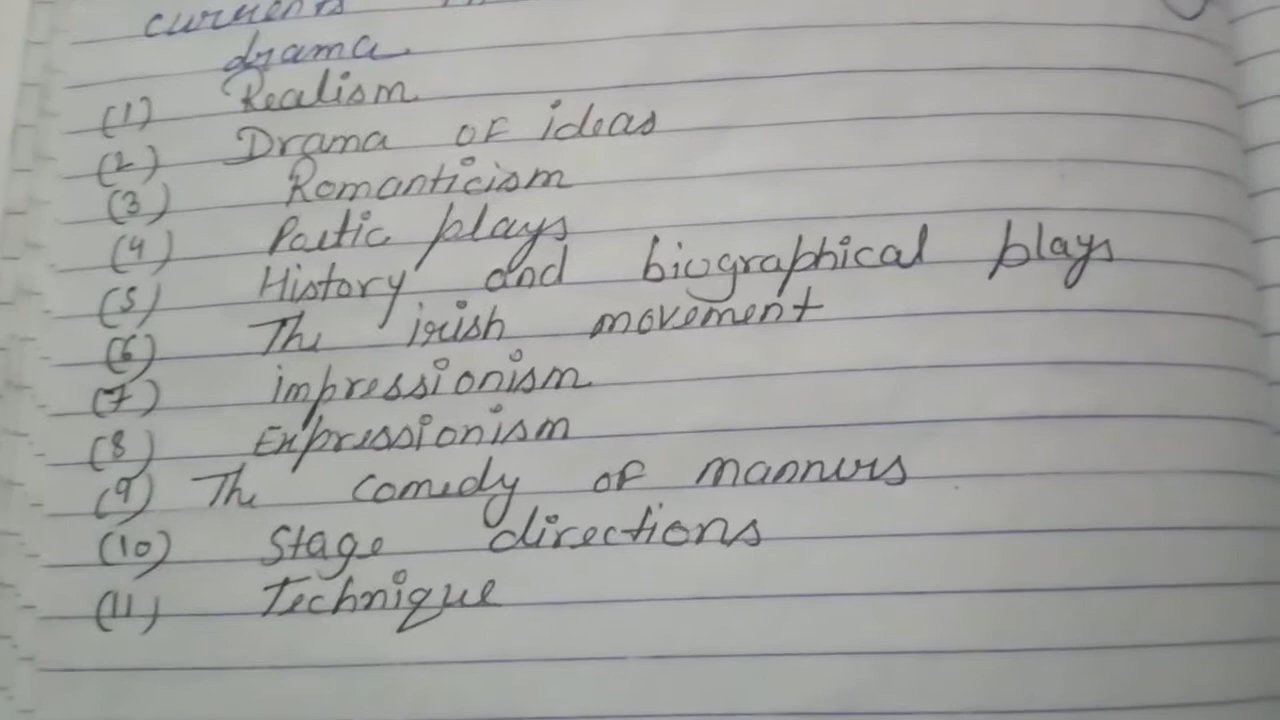 currents
drama.
(1) Realism
(2) Drama of ideas
(3) Romanticism
(4) Poetic plays
(5) History and biographical plays
(6) The irish movement
(7) impressionism
(8) Expressionism
(9) The comedy of manners
(10) Stage directions
(11) Technique